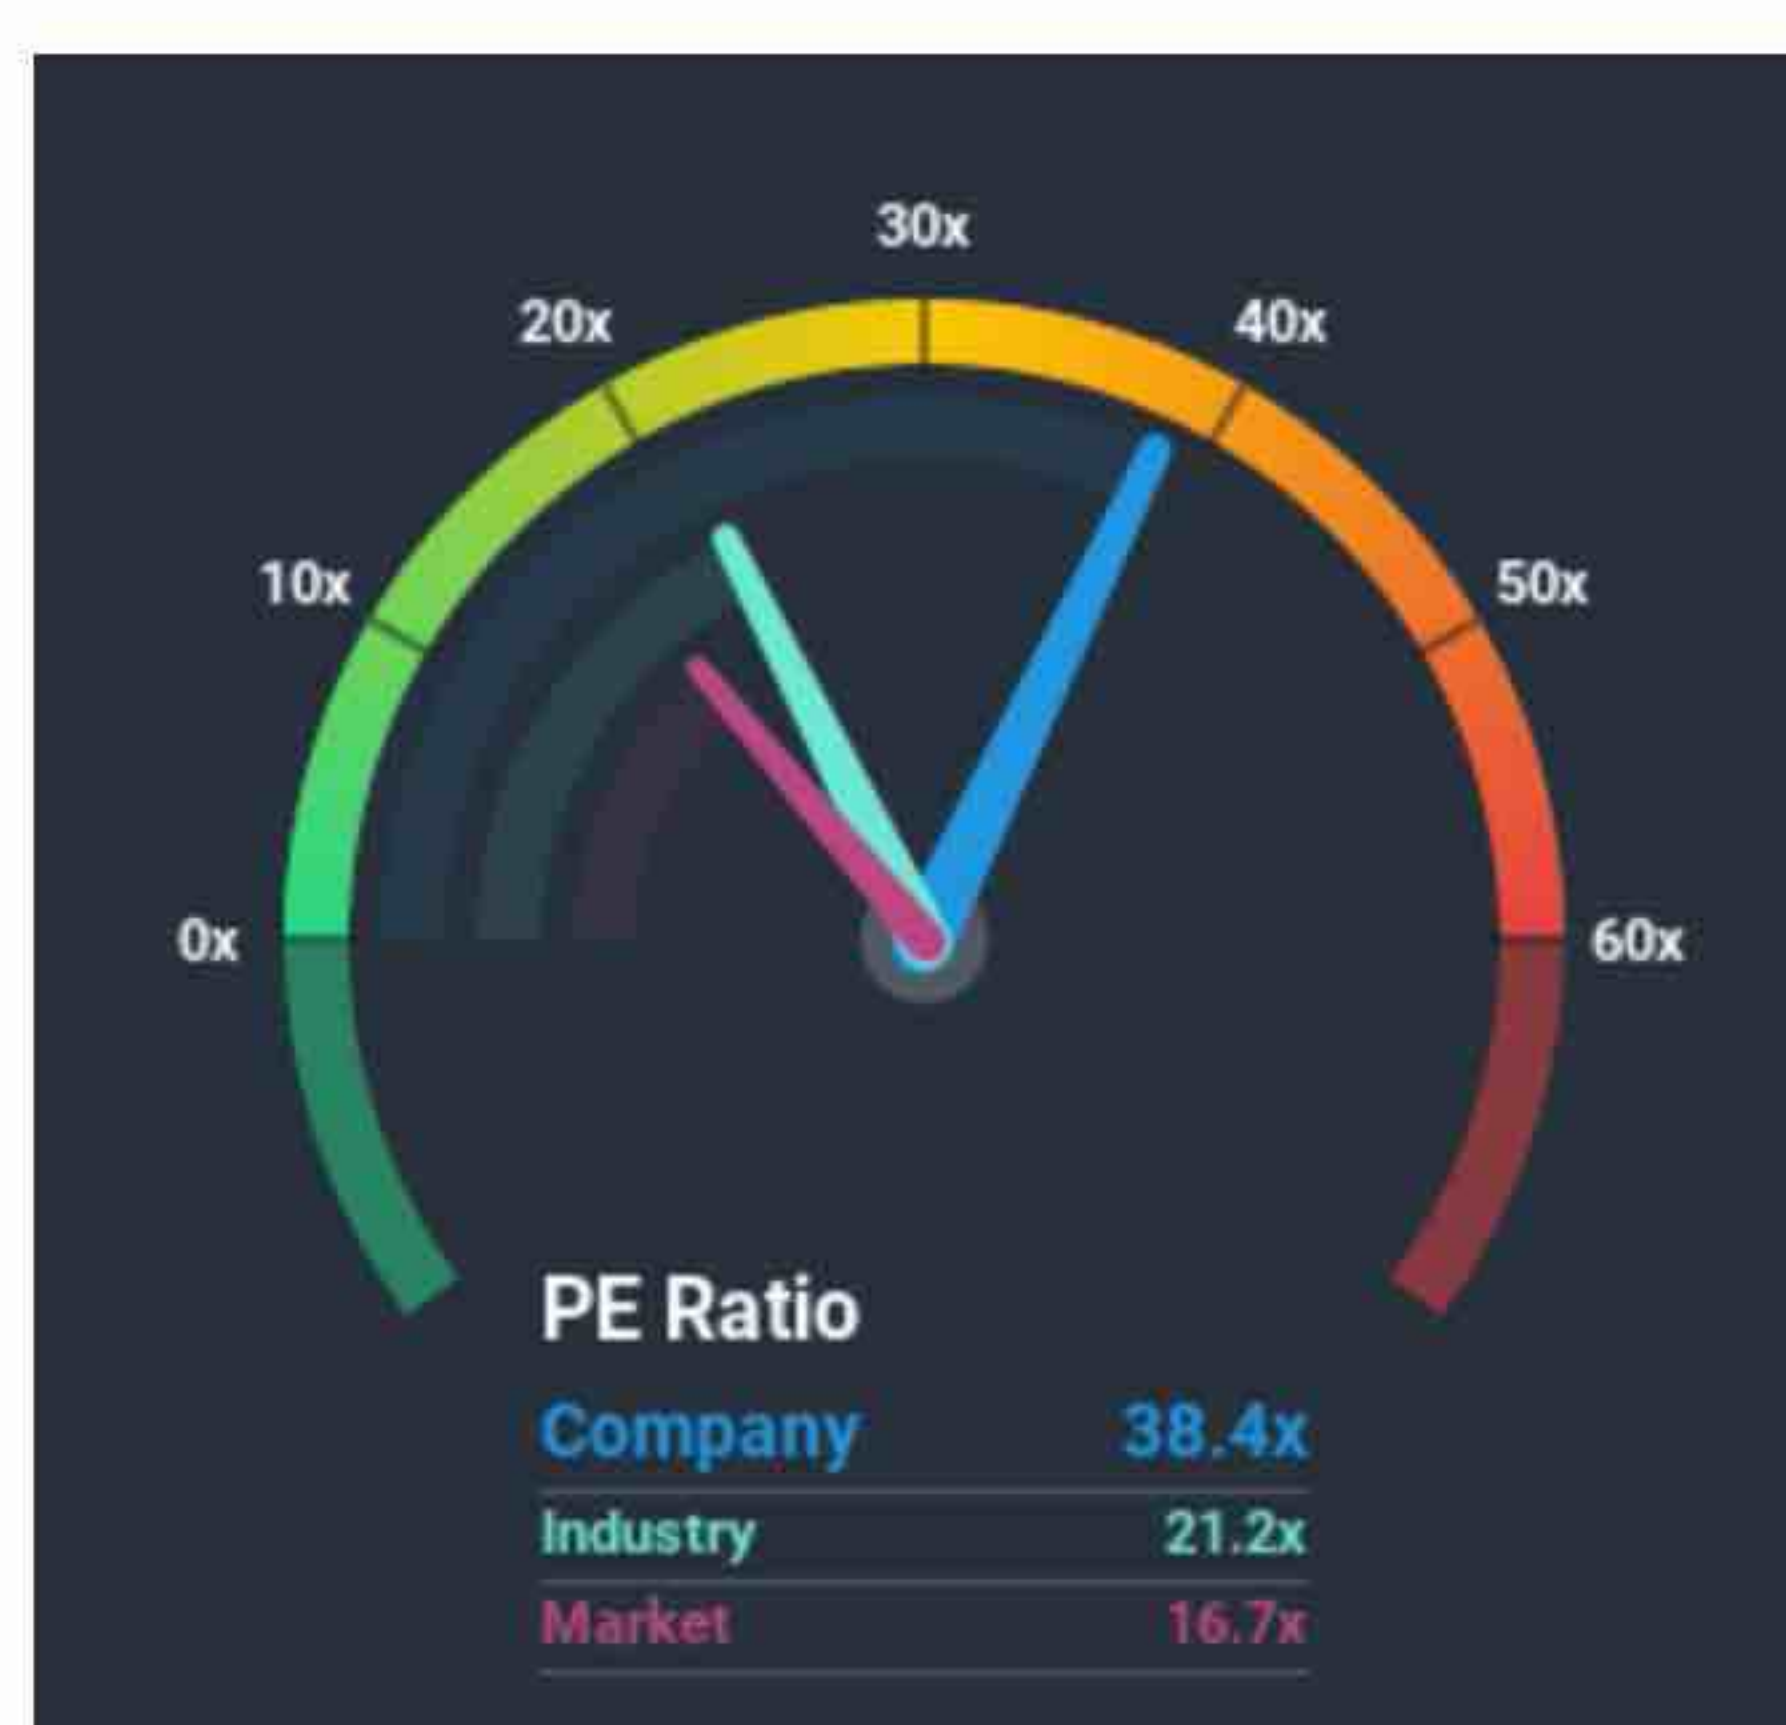 30x
20x
40x
10x
50x
0x
60x
PE Ratio
Company 38.4x
Industry 21.2x
Market 16.7x